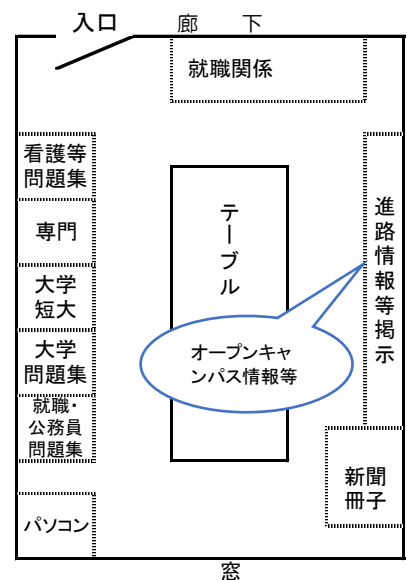 入口 廊 下
就職関係
看護等
問題集
専門
大学
短大
大学
問題集
就職・
公務員
問題集
パソコン
テーブル
オープンキャ
ンパス情報等
進路情報等掲示
新聞
冊子
窓